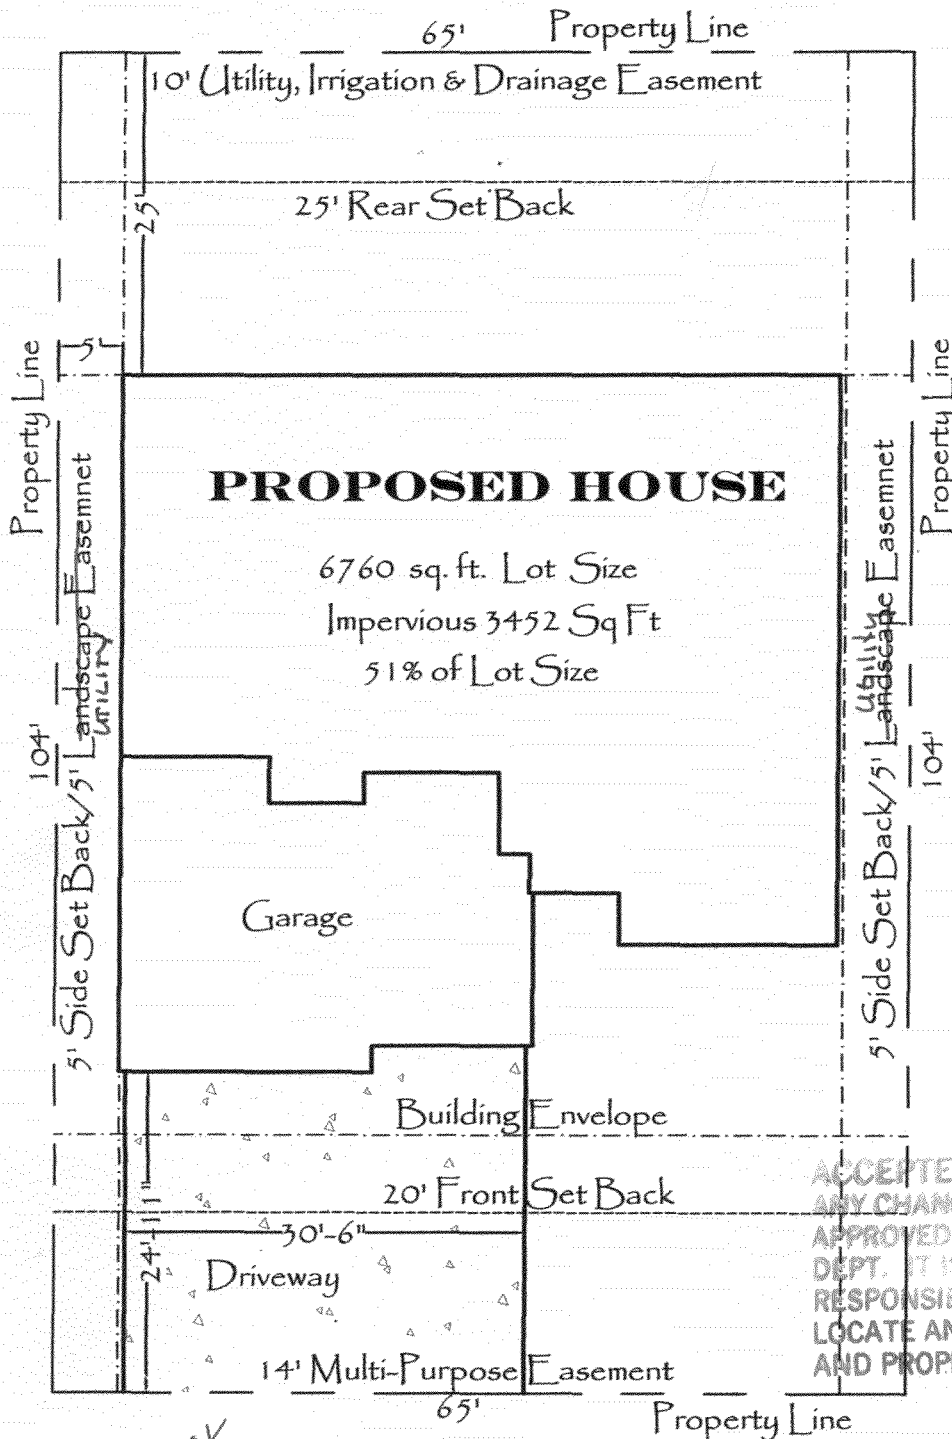 65' Property Line
10' Utility, Irrigation & Drainage Easement
25' Rear Set Back
25'
5'
Property Line
Property Line
PROPOSED HOUSE
6760 sq. ft. Lot Size
Impervious 3452 Sq Ft
51% of Lot Size
5' Side Set Back/5' Landscape Easemnet
UTILITY
104'
5' Side Set Back/5' Landscape Easemnet
Utility
104'
Garage
Building Envelope
20' Front Set Back
24'-11"
30'-6"
Driveway
14' Multi-Purpose Easement
65'
Property Line
ACCEPTE
ANY CHAN
APPROVED
DEPT. IT I
RESPONSI
LOCATE AN
AND PROP